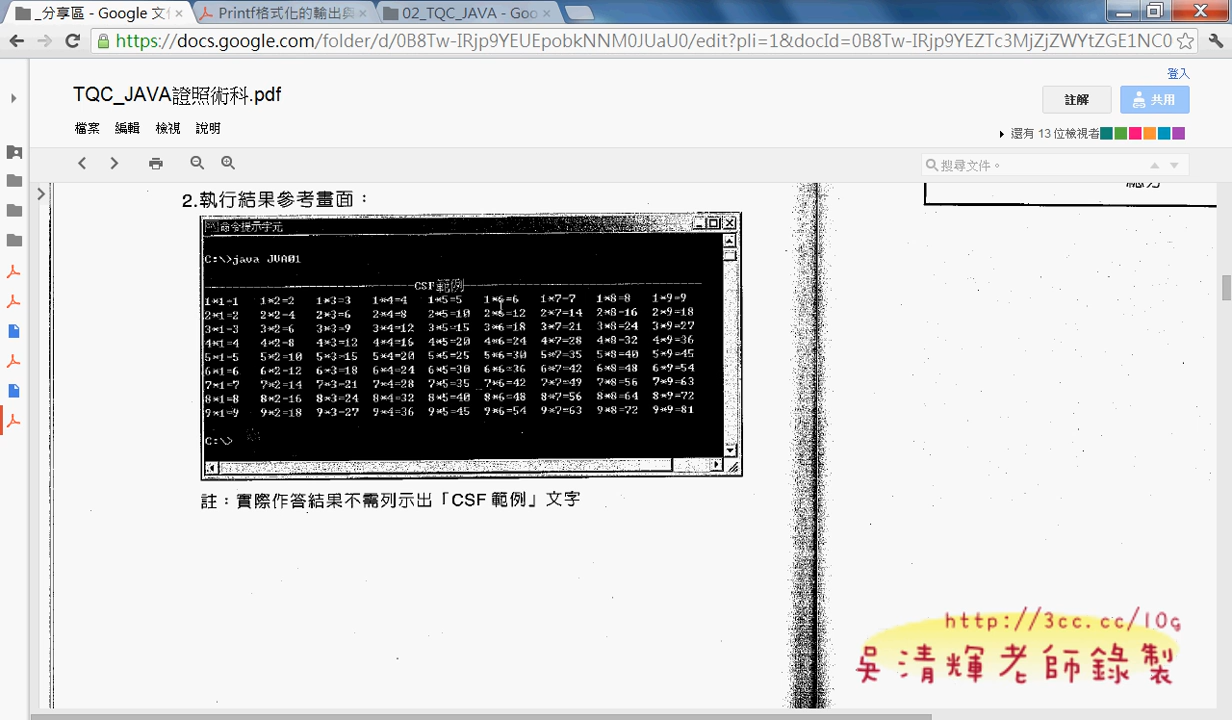 _分享區 - Google 文
Printf格式化的輸出與
02_TQC_JAVA - Goo
https://docs.google.com/folder/d/0B8Tw-IRjp9YEUEpobkNNM0JUaU0/edit?pli=1&docId=0B8Tw-IRjp9YEZTc3MjZjZWYtZGE1NC0
登入
TQC_JAVA證照術科.pdf
註解
共用
檔案 編輯 檢視 說明
還有 13 位檢視者
搜尋文件。
2.執行結果參考畫面：
命令提示字元
C:\>java JVA01
CSF 範例
1*1=1 1*2=2 1*3=3 1*4=4 1*5=5 1*6=6 1*7=7 1*8=8 1*9=9
2*1=2 2*2=4 2*3=6 2*4=8 2*5=10 2*6=12 2*7=14 2*8=16 2*9=18
3*1=3 3*2=6 3*3=9 3*4=12 3*5=15 3*6=18 3*7=21 3*8=24 3*9=27
4*1=4 4*2=8 4*3=12 4*4=16 4*5=20 4*6=24 4*7=28 4*8=32 4*9=36
5*1=5 5*2=10 5*3=15 5*4=20 5*5=25 5*6=30 5*7=35 5*8=40 5*9=45
6*1=6 6*2=12 6*3=18 6*4=24 6*5=30 6*6=36 6*7=42 6*8=48 6*9=54
7*1=7 7*2=14 7*3=21 7*4=28 7*5=35 7*6=42 7*7=49 7*8=56 7*9=63
8*1=8 8*2=16 8*3=24 8*4=32 8*5=40 8*6=48 8*7=56 8*8=64 8*9=72
9*1=9 9*2=18 9*3=27 9*4=36 9*5=45 9*6=54 9*7=63 9*8=72 9*9=81
C:\>
註：實際作答結果不需列示出「CSF 範例」文字
http://3cc.cc/10g
吳清輝老師錄製